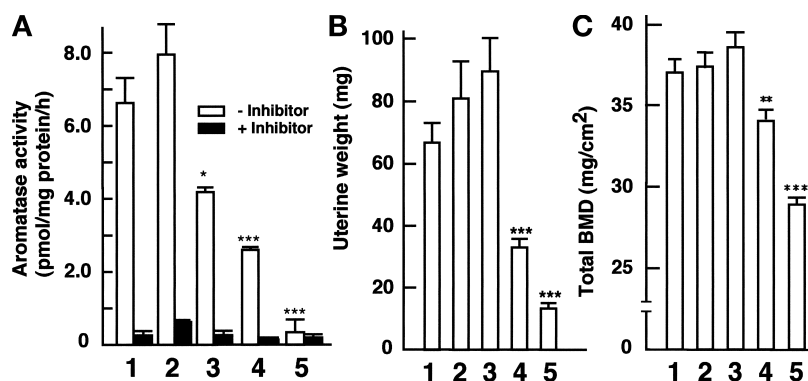 A
Aromatase activity
(pmol/mg protein/h)
8.0
6.0
4.0
2.0
0
- Inhibitor
+ Inhibitor
*
***
***
1 2 3 4 5
B
Uterine weight (mg)
100
80
60
40
20
0
***
***
1 2 3 4 5
C
Total BMD (mg/cm2)
40
35
30
25
0
**
***
1 2 3 4 5